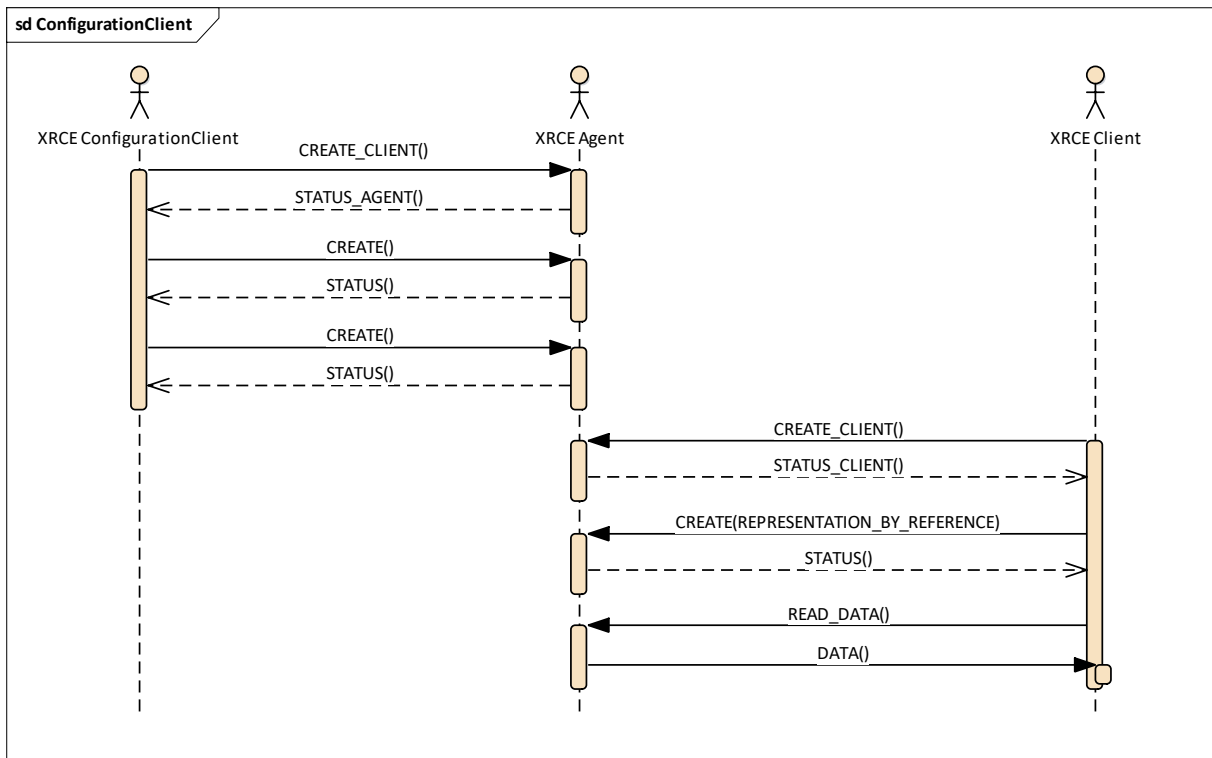 sd ConfigurationClient
XRCE ConfigurationClient
XRCE Agent
XRCE Client
CREATE_CLIENT()
STATUS_AGENT()
CREATE()
STATUS()
CREATE()
STATUS()
CREATE_CLIENT()
STATUS_CLIENT()
CREATE(REPRESENTATION_BY_REFERENCE)
STATUS()
READ_DATA()
DATA()